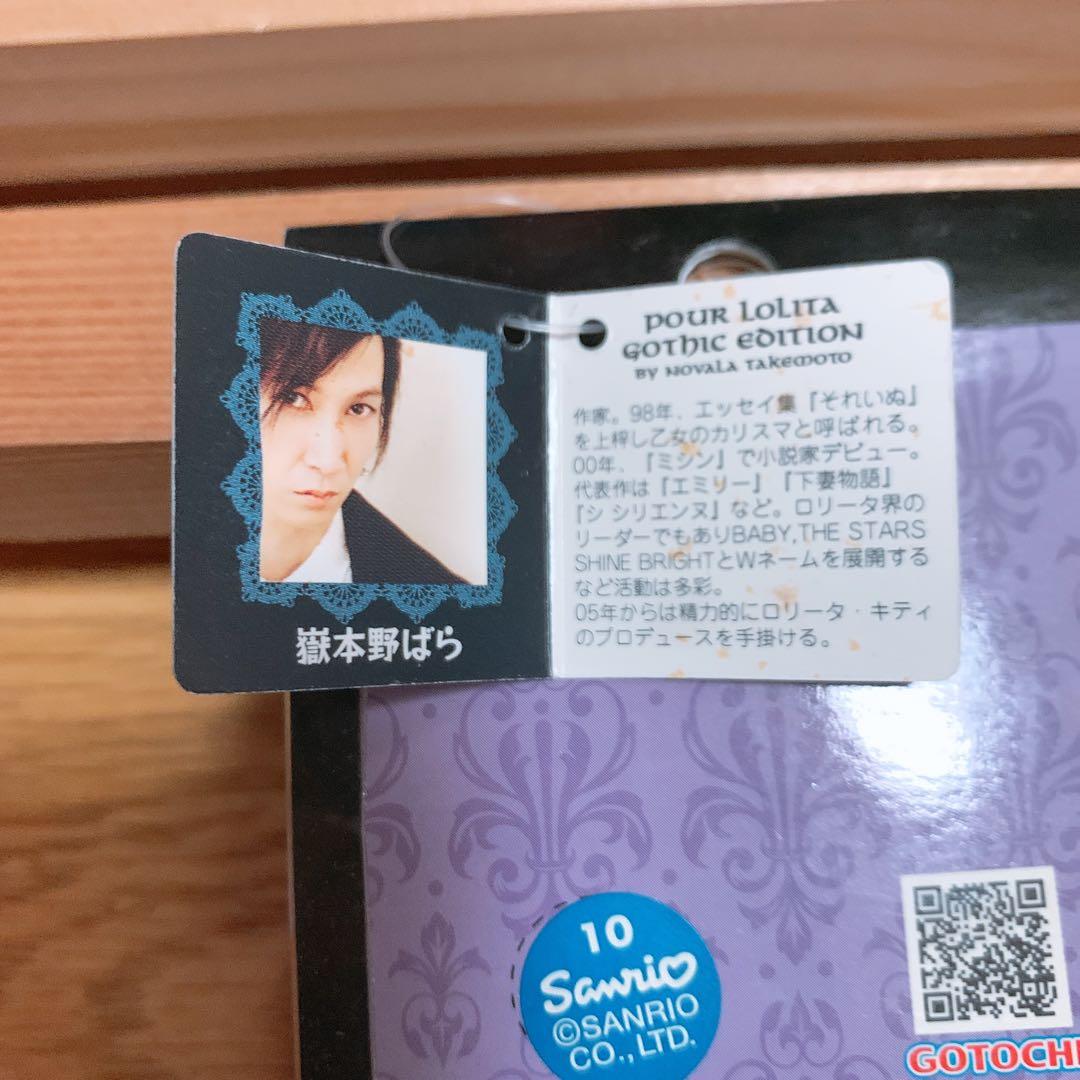 嶽本野ばら
POUR LOLITA
GOTHIC EDITION
BY NOVALA TAKEMOTO
作家。98年、エッセイ集『それいぬ』
を上梓し乙女のカリスマと呼ばれる。
00年、『ミシン』で小説家デビュー。
代表作は『エミリー』『下妻物語』
『シシリエンヌ』など。ロリータ界の
リーダーでもありBABY,THE STARS
SHINE BRIGHTとWネームを展開する
など活動は多彩。
05年からは精力的にロリータ・キティ
のプロデュースを手掛ける。
10
Sanrio
©SANRIO
CO.,LTD.